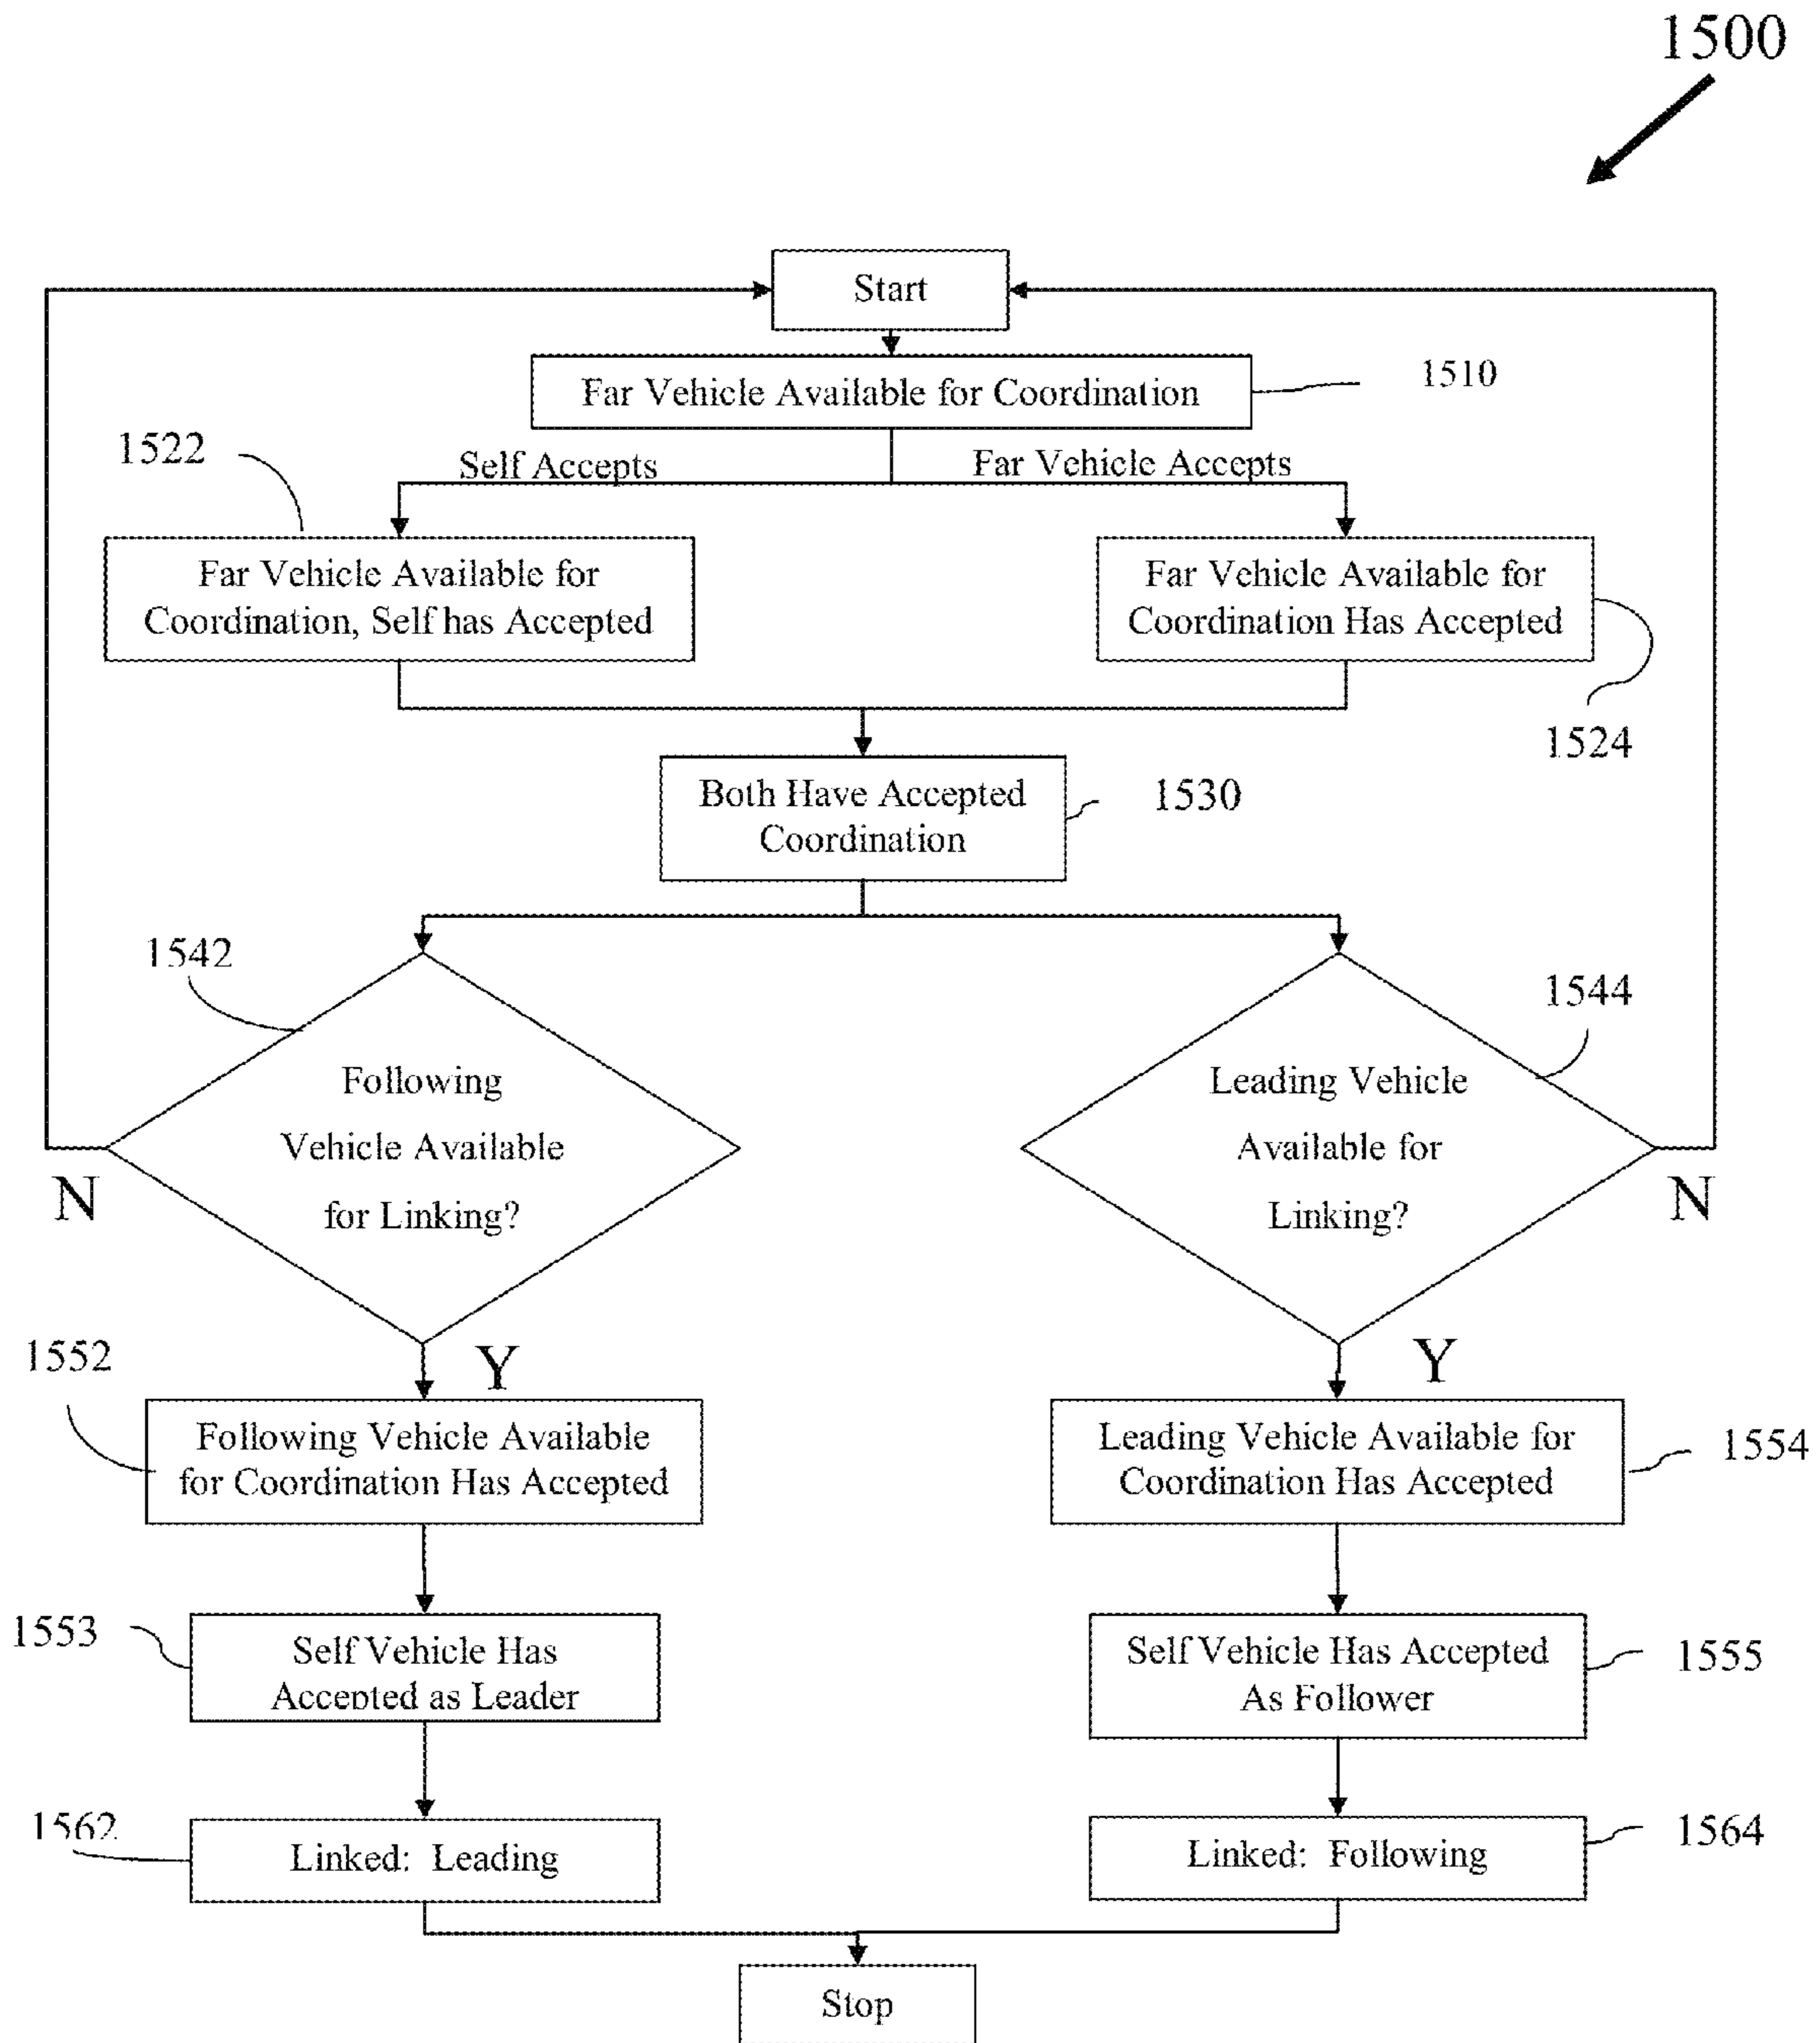 1500
Start
Far Vehicle Available for Coordination
1510
1522
Self Accepts
Far Vehicle Accepts
Far Vehicle Available for
Coordination, Self has Accepted
Far Vehicle Available for
Coordination Has Accepted
1524
Both Have Accepted
Coordination
1530
1542
1544
Following
Vehicle Available
for Linking?
Leading Vehicle
Available for
Linking?
N
N
1552
Y
Y
Following Vehicle Available
for Coordination Has Accepted
Leading Vehicle Available for
Coordination Has Accepted
1554
1553
Self Vehicle Has
Accepted as Leader
Self Vehicle Has Accepted
As Follower
1555
1562
Linked: Leading
Linked: Following
1564
Stop